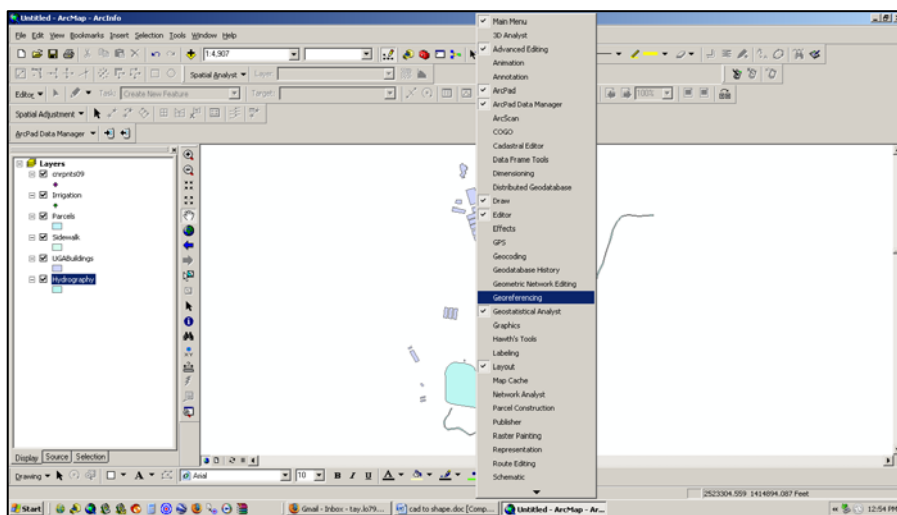 Untitled - ArcMap - ArcInfo
File Edit View Bookmarks Insert Selection Tools Window Help
1:4,907
Spatial Analyst Layer:
Editor Task: Create New Feature Target:
100%
Spatial Adjustment
ArcPad Data Manager
Layers
cnrpnts09
Irrigation
Parcels
Sidewalk
UGABuildings
Hydrography
Display Source Selection
Main Menu
3D Analyst
Advanced Editing
Animation
Annotation
ArcPad
ArcPad Data Manager
ArcScan
COGO
Cadastral Editor
Data Frame Tools
Dimensioning
Distributed Geodatabase
Draw
Editor
Effects
GPS
Geocoding
Geodatabase History
Geometric Network Editing
Georeferencing
Geostatistical Analyst
Graphics
Hawth's Tools
Labeling
Layout
Map Cache
Network Analyst
Parcel Construction
Publisher
Raster Painting
Representation
Route Editing
Schematic
Drawing A Arial 10 B I U A
2523304.559 1414894.087 Feet
Start Gmail - Inbox - tay.lo79... cad to shape.doc [Comp... Untitled - ArcMap - Ar... 12:54 PM